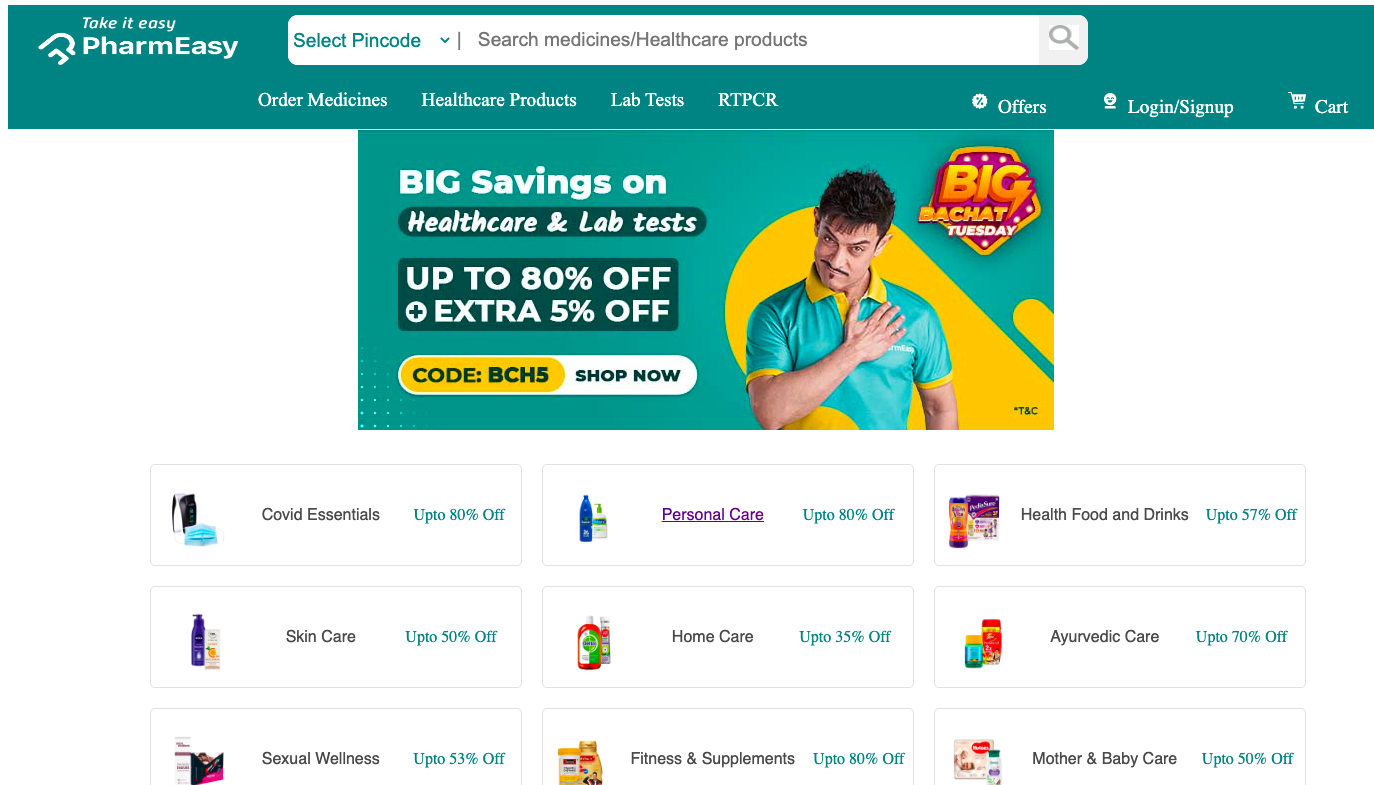 Take it easy
PharmEasy
Select Pincode | Search medicines/Healthcare products
Order Medicines Healthcare Products Lab Tests RTPCR Offers Login/Signup Cart
BIG Savings on
Healthcare & Lab tests
UP TO 80% OFF
+ EXTRA 5% OFF
CODE: BCH5 SHOP NOW
BIG
BACHAT
TUESDAY
*T&C
Covid Essentials Upto 80% Off
Personal Care Upto 80% Off
Health Food and Drinks Upto 57% Off
Skin Care Upto 50% Off
Home Care Upto 35% Off
Ayurvedic Care Upto 70% Off
Sexual Wellness Upto 53% Off
Fitness & Supplements Upto 80% Off
Mother & Baby Care Upto 50% Off